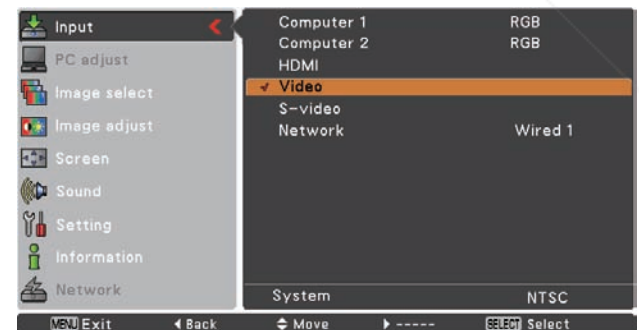 Input
PC adjust
Image select
Image adjust
Screen
Sound
Setting
Information
Network
Computer 1 RGB
Computer 2 RGB
HDMI
Video
S-video
Network Wired 1
System NTSC
MENU Exit Back Move ----- SELECT Select